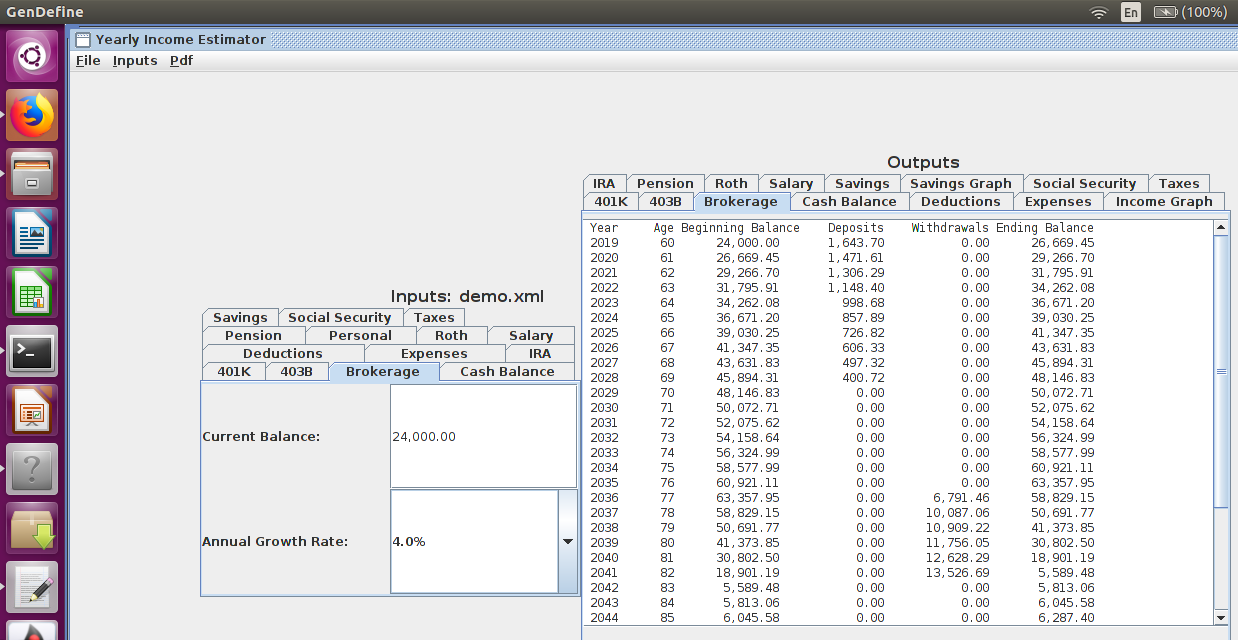 GenDefine
En
(100%)
Yearly Income Estimator
File Inputs Pdf
Outputs
IRA Pension Roth Salary Savings Savings Graph Social Security Taxes
401K 403B Brokerage Cash Balance Deductions Expenses Income Graph
Year Age Beginning Balance Deposits Withdrawals Ending Balance
2019 60 24,000.00 1,643.70 0.00 26,669.45
2020 61 26,669.45 1,471.61 0.00 29,266.70
2021 62 29,266.70 1,306.29 0.00 31,795.91
2022 63 31,795.91 1,148.40 0.00 34,262.08
2023 64 34,262.08 998.68 0.00 36,671.20
2024 65 36,671.20 857.89 0.00 39,030.25
2025 66 39,030.25 726.82 0.00 41,347.35
2026 67 41,347.35 606.33 0.00 43,631.83
2027 68 43,631.83 497.32 0.00 45,894.31
2028 69 45,894.31 400.72 0.00 48,146.83
2029 70 48,146.83 0.00 0.00 50,072.71
2030 71 50,072.71 0.00 0.00 52,075.62
2031 72 52,075.62 0.00 0.00 54,158.64
2032 73 54,158.64 0.00 0.00 56,324.99
2033 74 56,324.99 0.00 0.00 58,577.99
2034 75 58,577.99 0.00 0.00 60,921.11
2035 76 60,921.11 0.00 0.00 63,357.95
2036 77 63,357.95 0.00 6,791.46 58,829.15
2037 78 58,829.15 0.00 10,087.06 50,691.77
2038 79 50,691.77 0.00 10,909.22 41,373.85
2039 80 41,373.85 0.00 11,756.05 30,802.50
2040 81 30,802.50 0.00 12,628.29 18,901.19
2041 82 18,901.19 0.00 13,526.69 5,589.48
2042 83 5,589.48 0.00 0.00 5,813.06
2043 84 5,813.06 0.00 0.00 6,045.58
2044 85 6,045.58 0.00 0.00 6,287.40
Inputs: demo.xml
Savings Social Security Taxes
Pension Personal Roth Salary
Deductions Expenses IRA
401K 403B Brokerage Cash Balance
Current Balance: 24,000.00
Annual Growth Rate: 4.0%